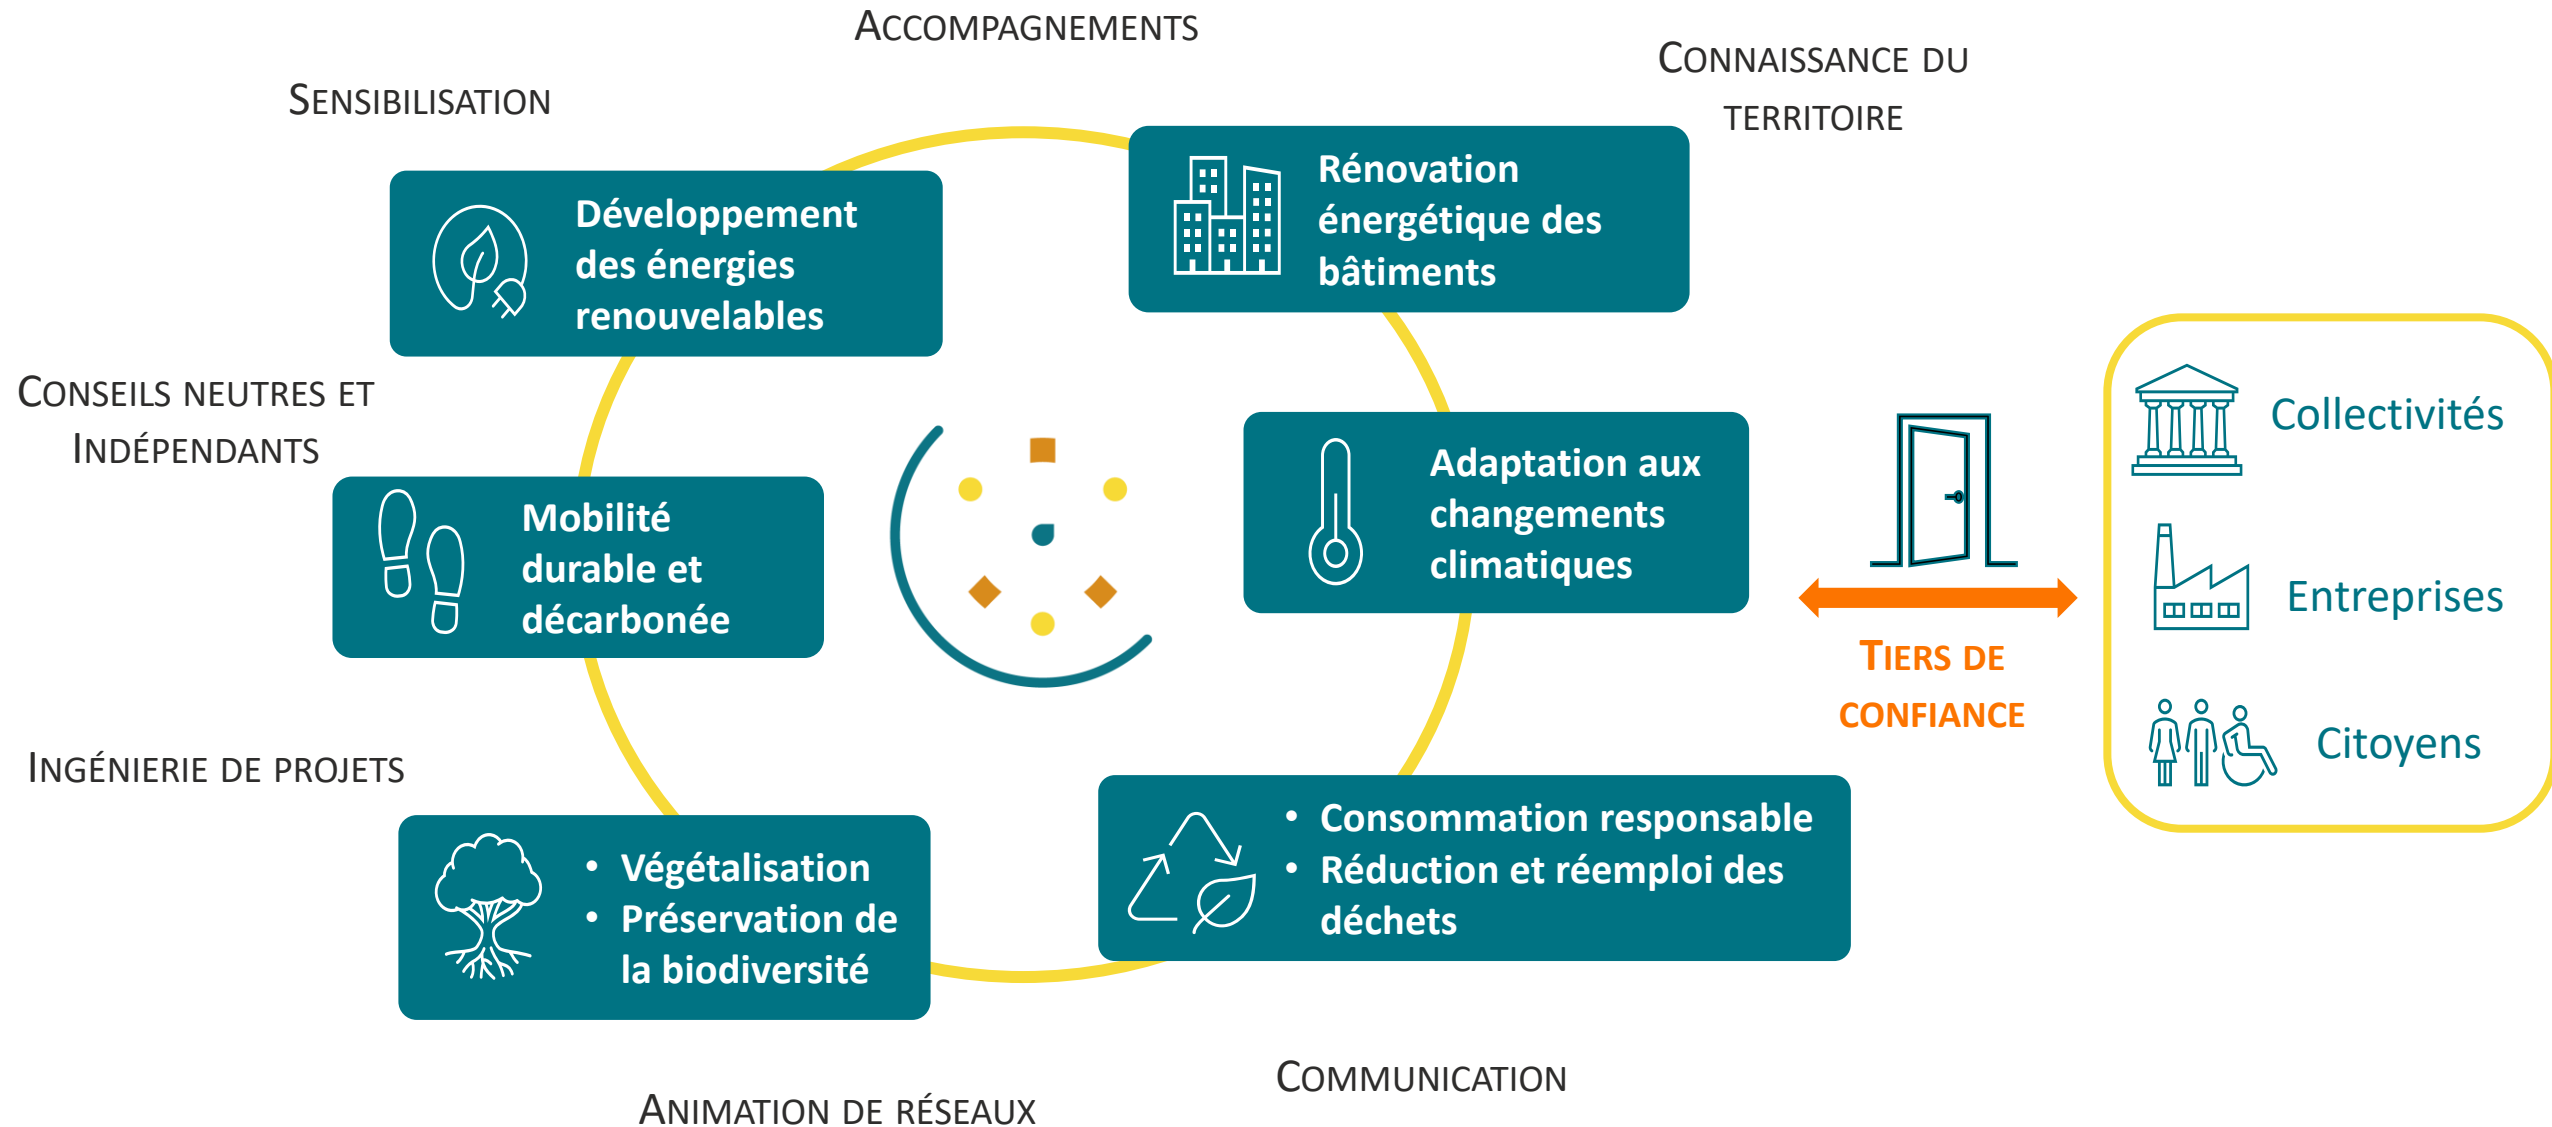 Accompagnements
Sensibilisation
Connaissance du
territoire
Développement
des énergies
renouvelables
Rénovation
énergétique des
bâtiments
Conseils neutres et
Indépendants
Mobilité
durable et
décarbonée
Adaptation aux
changements
climatiques
Tiers de
confiance
Collectivités
Entreprises
Citoyens
Ingénierie de projets
• Végétalisation
• Préservation de
la biodiversité
• Consommation responsable
• Réduction et réemploi des
déchets
Communication
Animation de réseaux